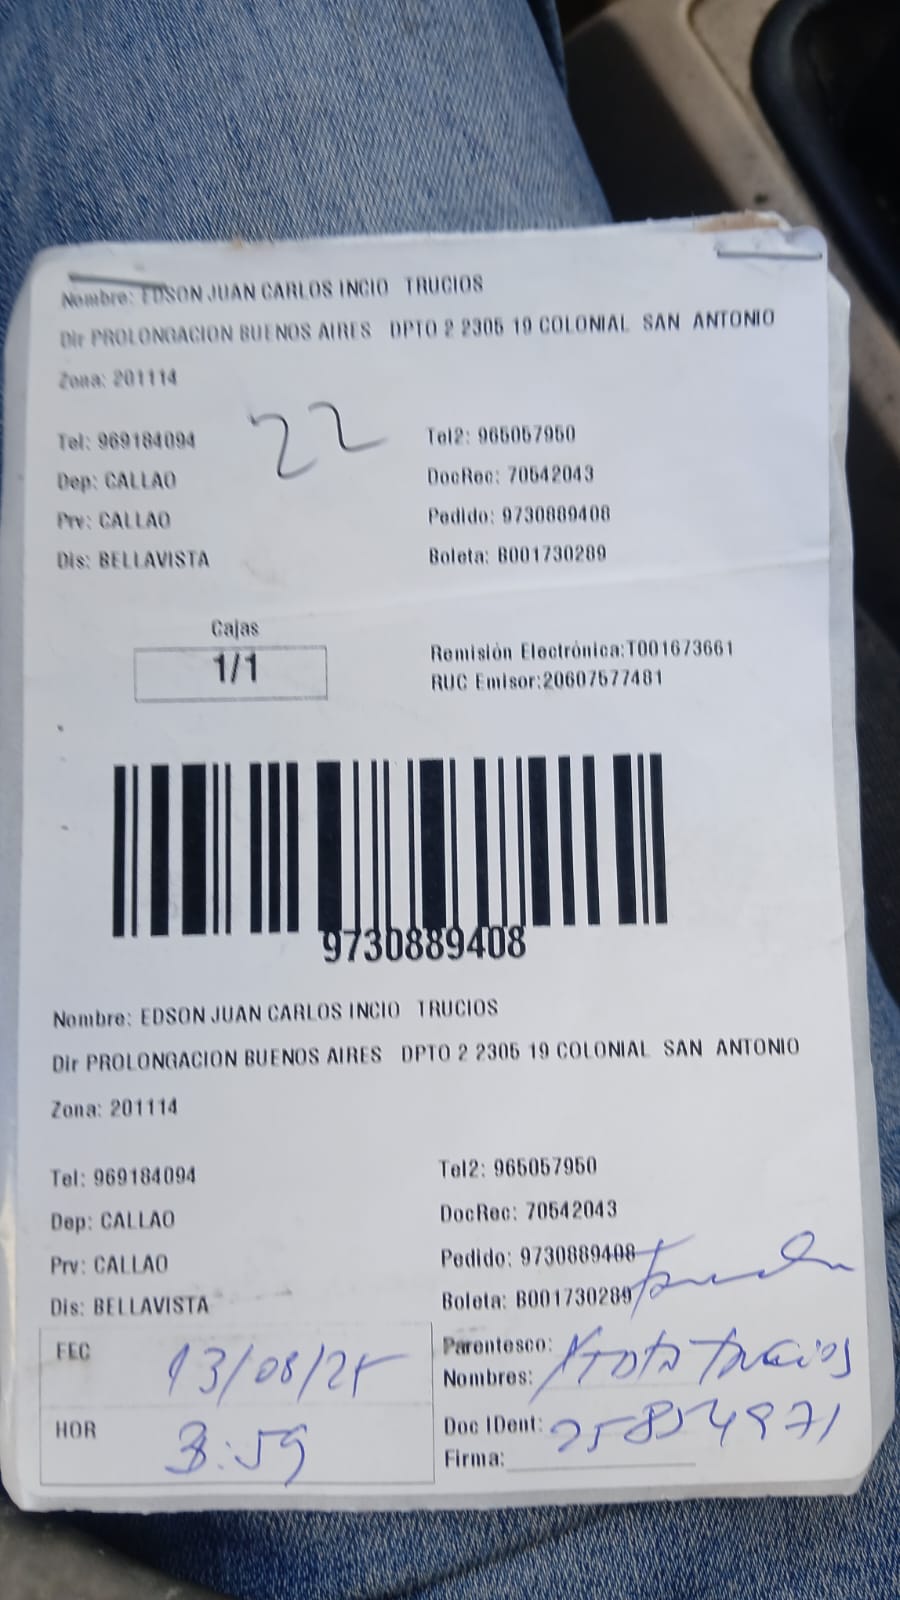 Nombre: EDSON JUAN CARLOS INCIO TRUCIOS
Dir PROLONGACION BUENOS AIRES DPTO 2 2305 19 COLONIAL SAN ANTONIO
Zona: 201114
22
Tel: 969184094 Tel2: 965057950
Dep: CALLAO DocRec: 70542043
Prv: CALLAO Pedido: 9730889408
Dis: BELLAVISTA Boleta: B001730289
Cajas
1/1
Remisión Electrónica:T001673661
RUC Emisor:20607577481
9730889408
Nombre: EDSON JUAN CARLOS INCIO TRUCIOS
Dir PROLONGACION BUENOS AIRES DPTO 2 2305 19 COLONIAL SAN ANTONIO
Zona: 201114
Tel: 969184094 Tel2: 965057950
Dep: CALLAO DocRec: 70542043
Prv: CALLAO Pedido: 9730889408
Dis: BELLAVISTA Boleta: B001730289
FEC 13/08/25
Parentesco:
Nombres: Trucios
HOR 3:59
Doc IDent: 25854971
Firma: